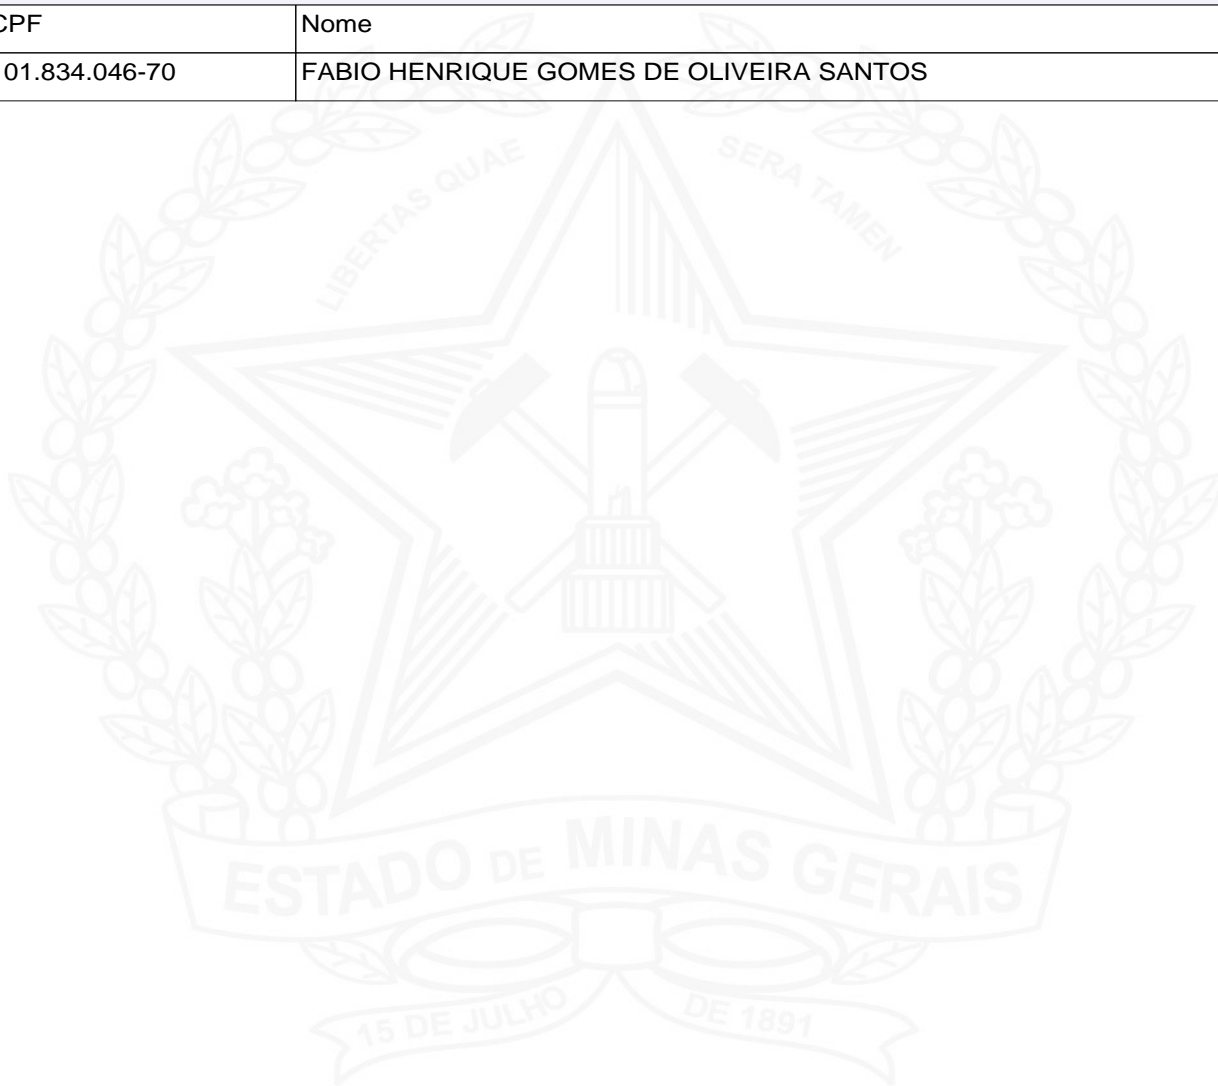 CPF Nome
01.834.046-70 FABIO HENRIQUE GOMES DE OLIVEIRA SANTOS
LIBERTAS QUAE SERA TAMEN
ESTADO DE MINAS GERAIS
15 DE JULHO DE 1891